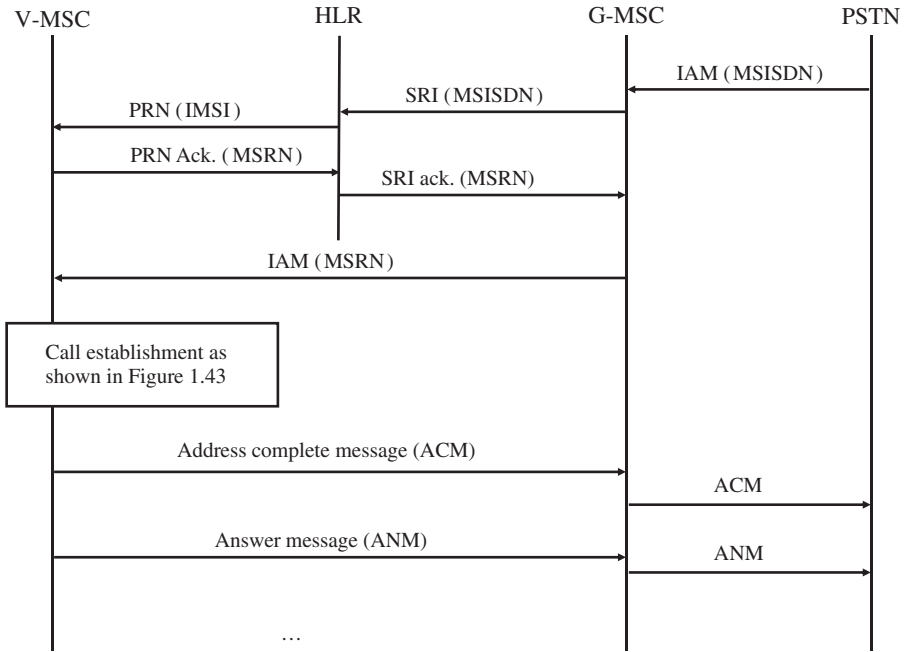 V-MSC HLR G-MSC PSTN
IAM (MSISDN)
SRI (MSISDN)
PRN (IMSI)
PRN Ack. (MSRN)
SRI ack. (MSRN)
IAM (MSRN)
Call establishment as
shown in Figure 1.43
Address complete message (ACM)
ACM
Answer message (ANM)
ANM
…